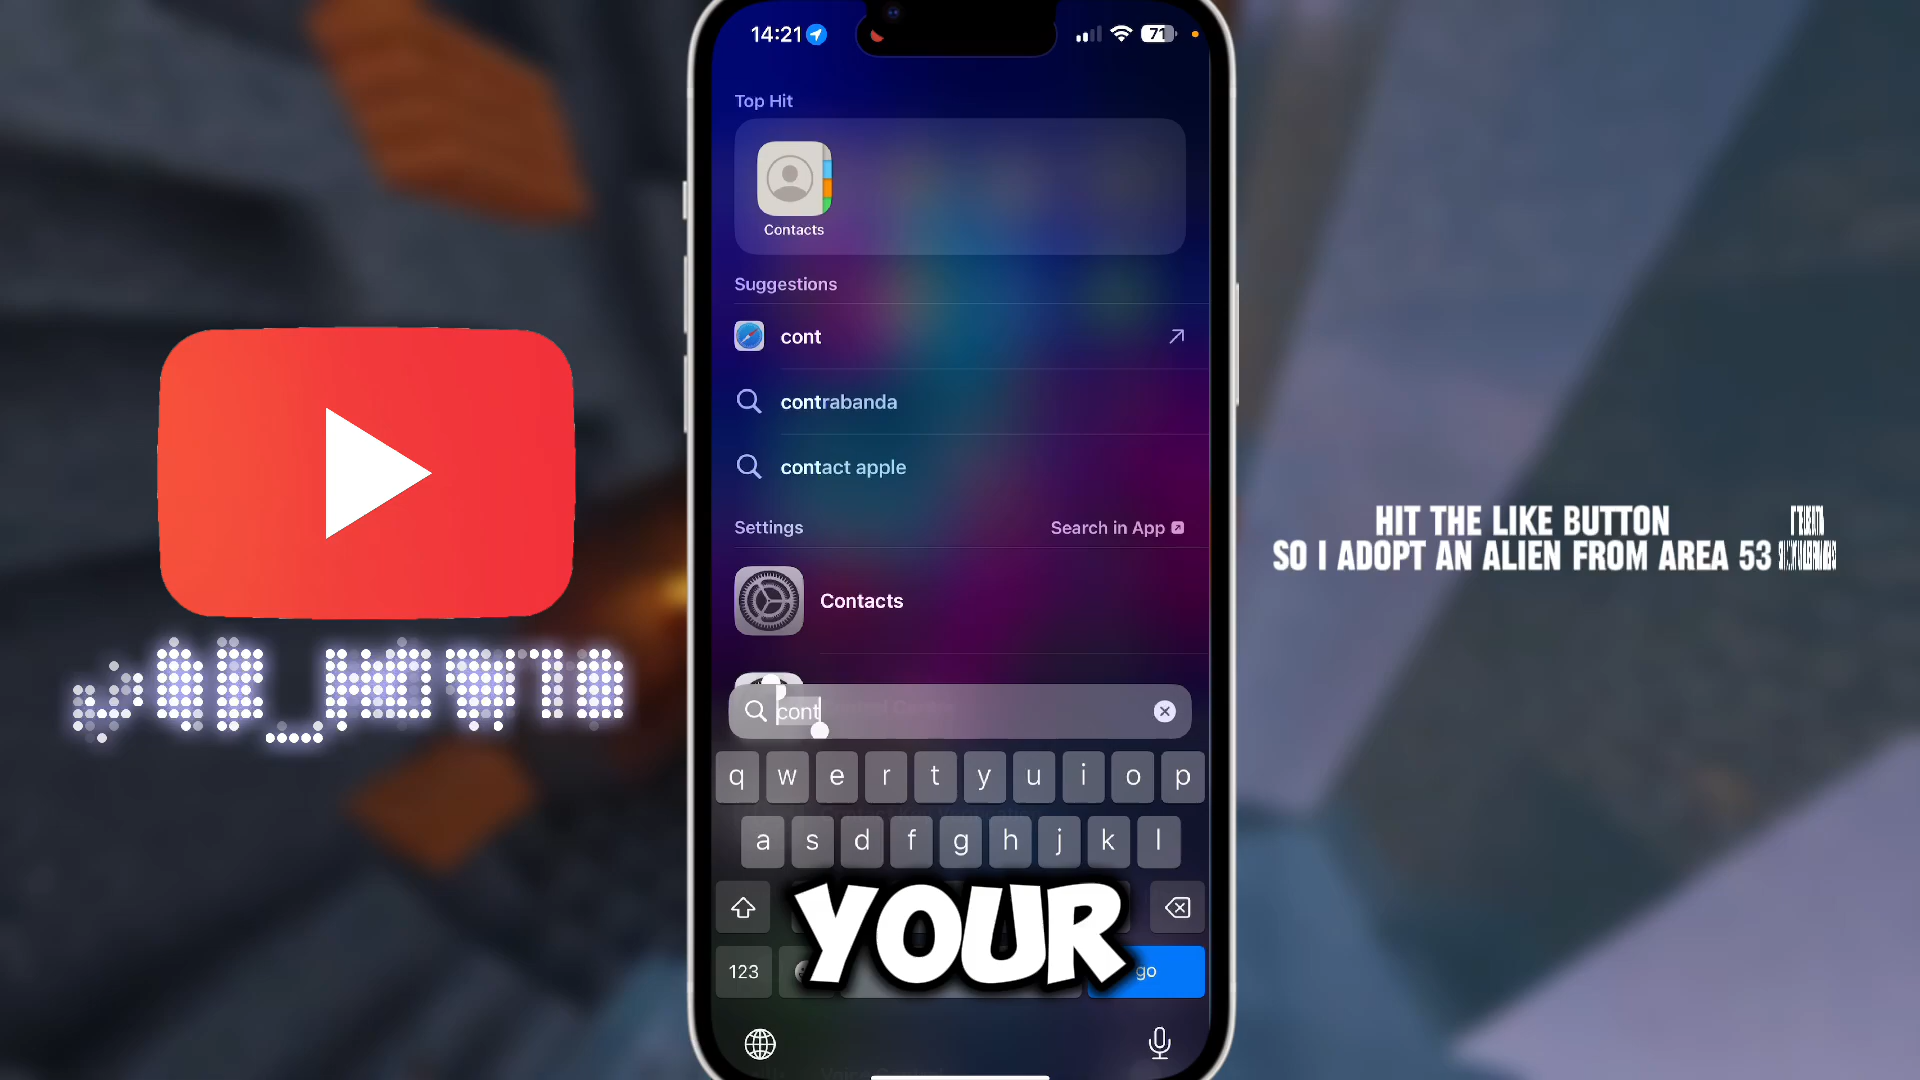 14:21
71
Top Hit
Contacts
Suggestions
cont
contrabanda
contact apple
Settings
Search in App
Contacts
cont
q w e r t y u i o p
a s d f g h j k l
YOUR
123
go
HIT THE LIKE BUTTON
SO I ADOPT AN ALIEN FROM AREA 53